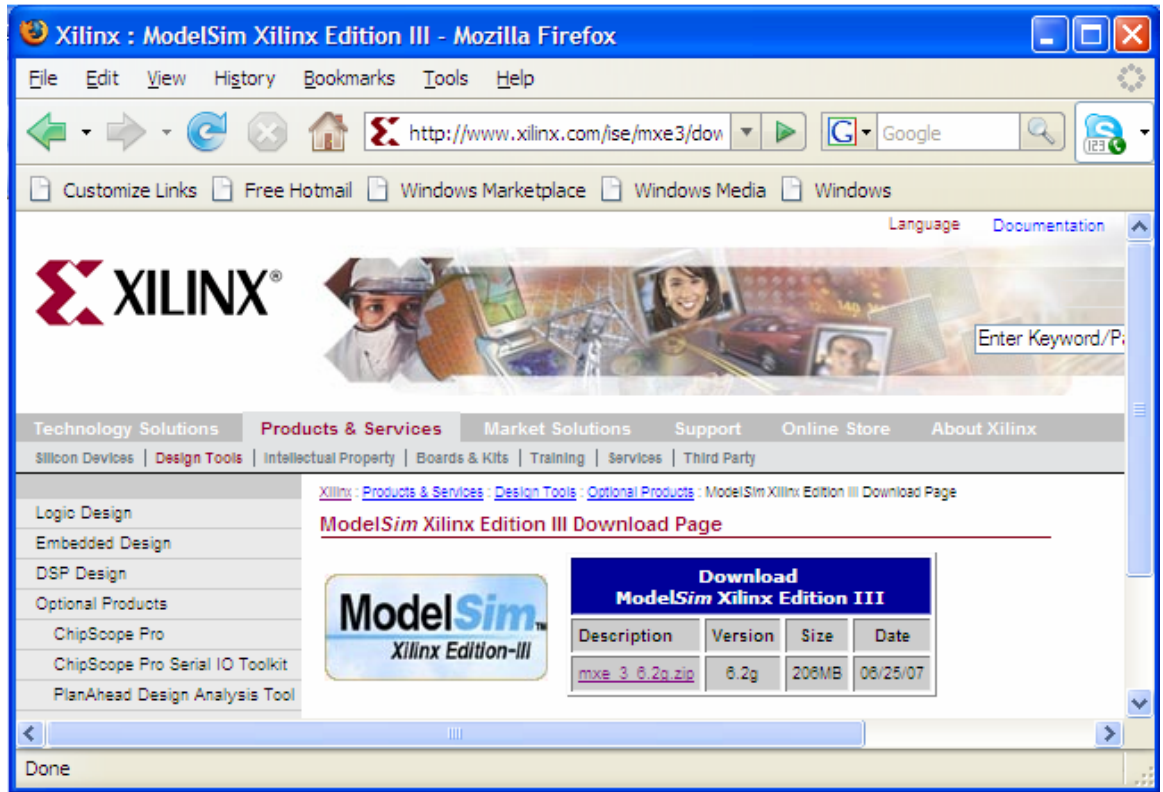 Xilinx : ModelSim Xilinx Edition III - Mozilla Firefox
File Edit View History Bookmarks Tools Help
http://www.xilinx.com/ise/mxe3/dow G Google 123
Customize Links Free Hotmail Windows Marketplace Windows Media Windows
Language Documentation
XILINX®
Enter Keyword/Pa
Technology Solutions Products & Services Market Solutions Support Online Store About Xilinx
Silicon Devices | Design Tools | Intellectual Property | Boards & Kits | Training | Services | Third Party
Xilinx : Products & Services : Design Tools : Optional Products : ModelSim Xilinx Edition III Download Page
Logic Design
ModelSim Xilinx Edition III Download Page
Embedded Design
DSP Design
Optional Products
ChipScope Pro
ChipScope Pro Serial IO Toolkit
PlanAhead Design Analysis Tool
ModelSim™
Xilinx Edition-III
Download
ModelSim Xilinx Edition III
Description Version Size Date
mxe_3_6.2g.zip 6.2g 206MB 06/25/07
Done